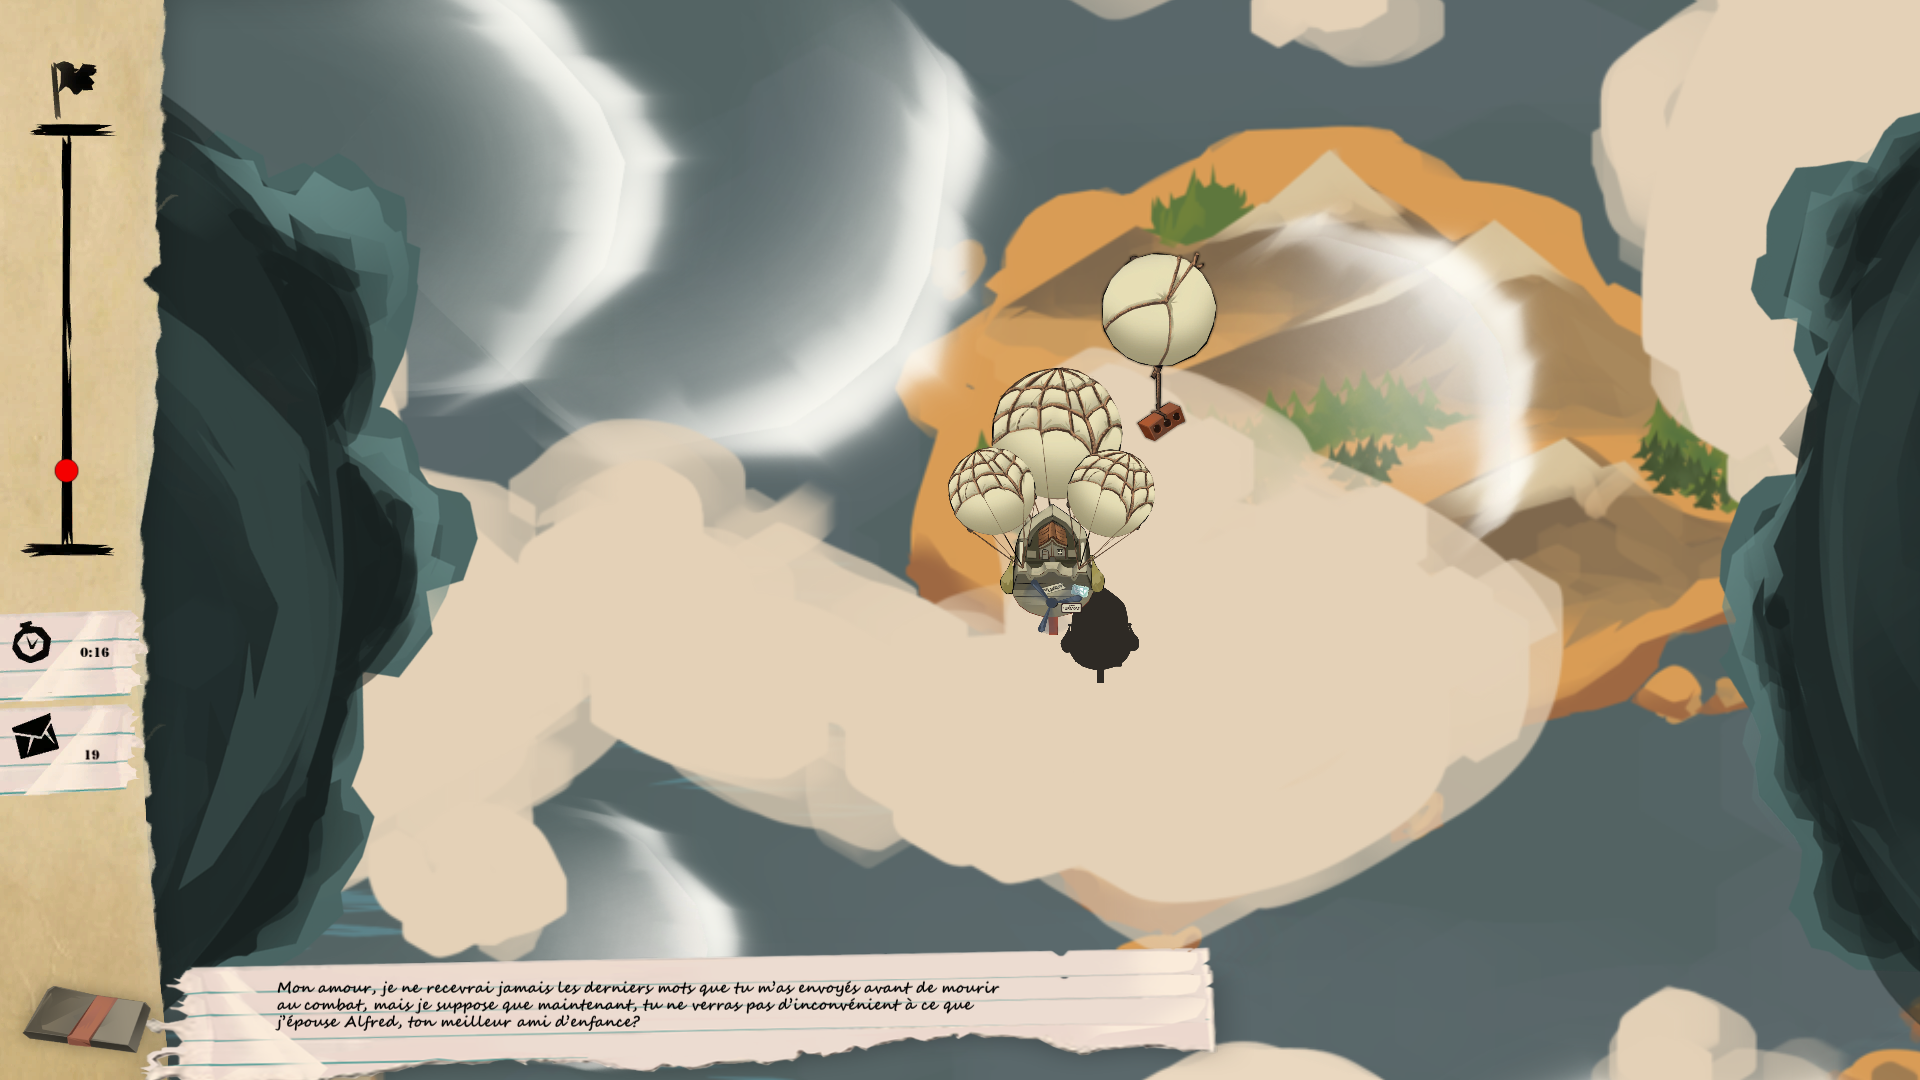 0:16
19
Mon amour, je ne recevrai jamais les derniers mots que tu m'as envoyés avant de mourir
au combat, mais je suppose que maintenant, tu ne verras pas d'inconvénient à ce que
j'épouse Alfred, ton meilleur ami d'enfance?